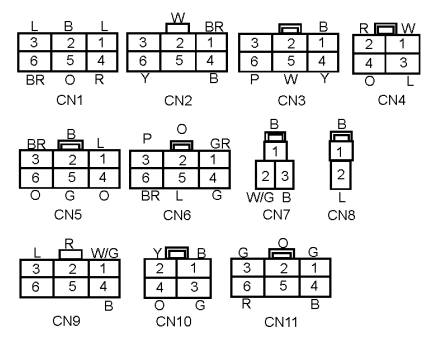 L B L
3 2 1
6 5 4
BR O R
CN1
W BR
3 2 1
6 5 4
Y B
CN2
B
3 2 1
6 5 4
P W Y
CN3
R W
2 1
4 3
O L
CN4
BR B L
3 2 1
6 5 4
O G O
CN5
P O GR
3 2 1
6 5 4
BR L G
CN6
B
1
2 3
W/G B
CN7
B
1
2
L
CN8
L R W/G
3 2 1
6 5 4
B
CN9
Y B
2 1
4 3
O G
CN10
G O G
3 2 1
6 5 4
R B
CN11